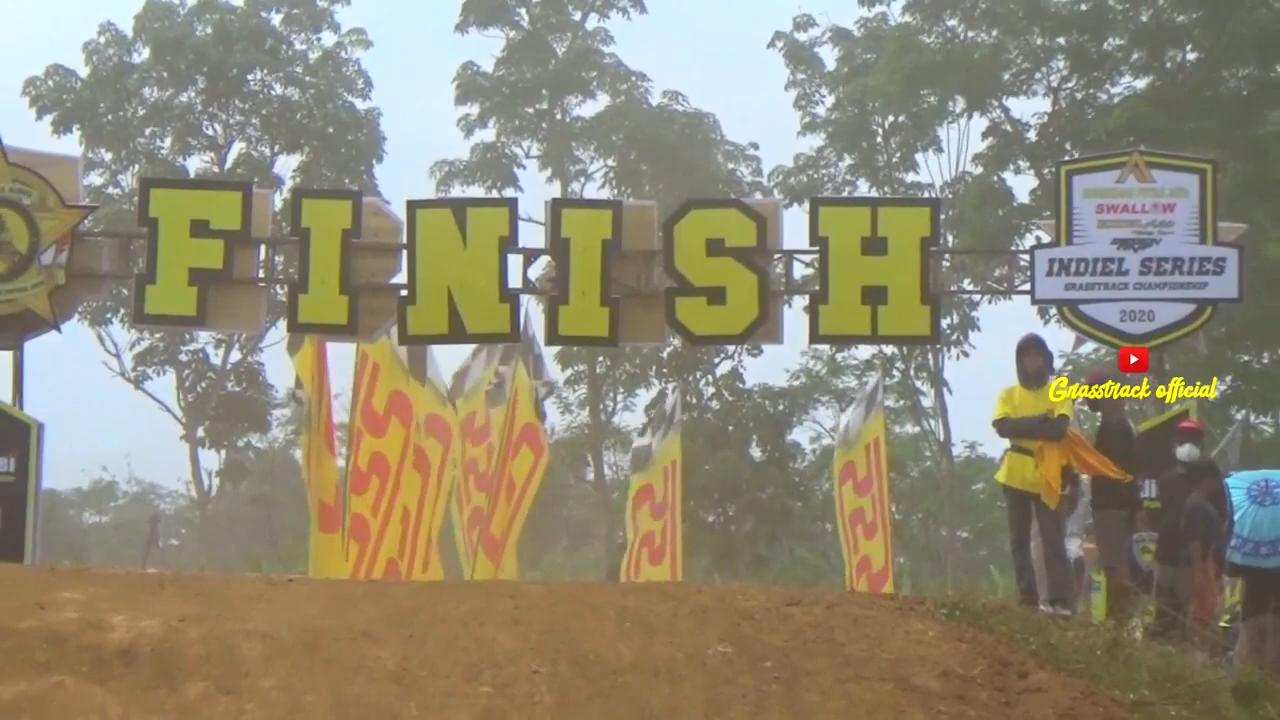 FINISH
SWALLOW
INDIEL SERIES
GRASSTRACK CHAMPIONSHIP
2020
Grasstrack official